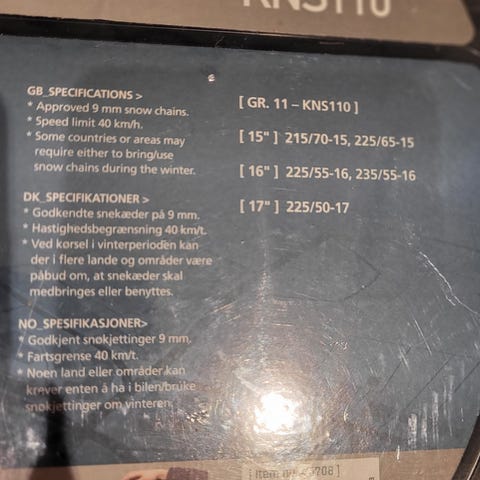 KNS110
GB_SPECIFICATIONS >
* Approved 9 mm snow chains.
* Speed limit 40 km/h.
* Some countries or areas may
require either to bring/use
snow chains during the winter.
DK_SPECIFIKATIONER >
* Godkendte snekæder på 9 mm.
* Hastighedsbegrænsning 40 km/t.
* Ved kørsel i vinterperioden kan
der i flere lande og områder være
påbud om, at snekæder skal
medbringes eller benyttes.
NO_SPESIFIKASJONER>
* Godkjent snøkjettinger 9 mm.
* Fartsgrense 40 km/t.
* Noen land eller områder kan
krever enten å ha i bilen/bruke
snøkjettinger om vinteren.
[ GR. 11 – KNS110 ]
[ 15" ] 215/70-15, 225/65-15
[ 16" ] 225/55-16, 235/55-16
[ 17" ] 225/50-17
[ Item